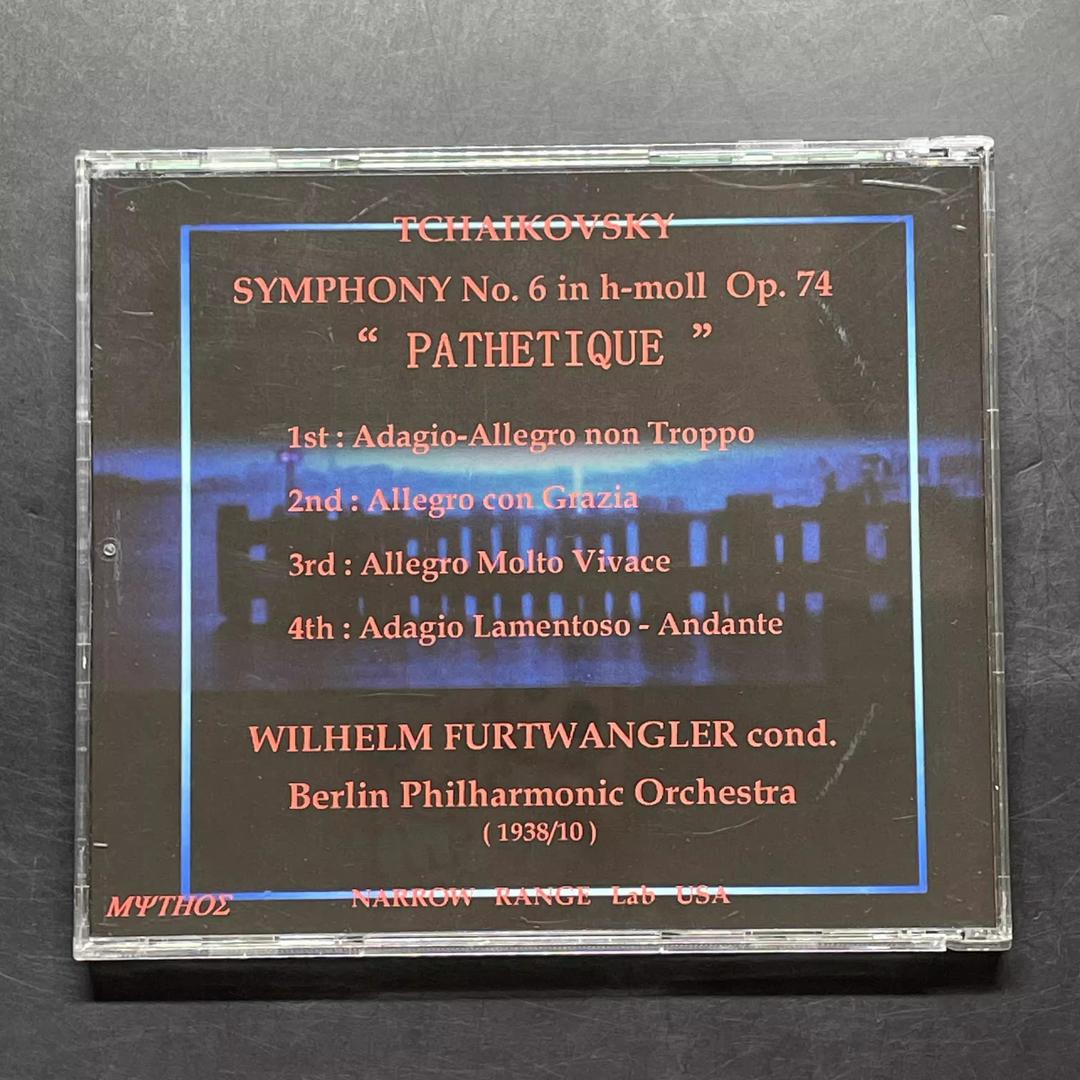 TCHAIKOVSKY
SYMPHONY No. 6 in h-moll Op. 74
“ PATHETIQUE ”
1st : Adagio-Allegro non Troppo
2nd : Allegro con Grazia
3rd : Allegro Molto Vivace
4th : Adagio Lamentoso - Andante
WILHELM FURTWANGLER cond.
Berlin Philharmonic Orchestra
( 1938/10 )
NARROW RANGE Lab USA
ΜΨTHOΣ